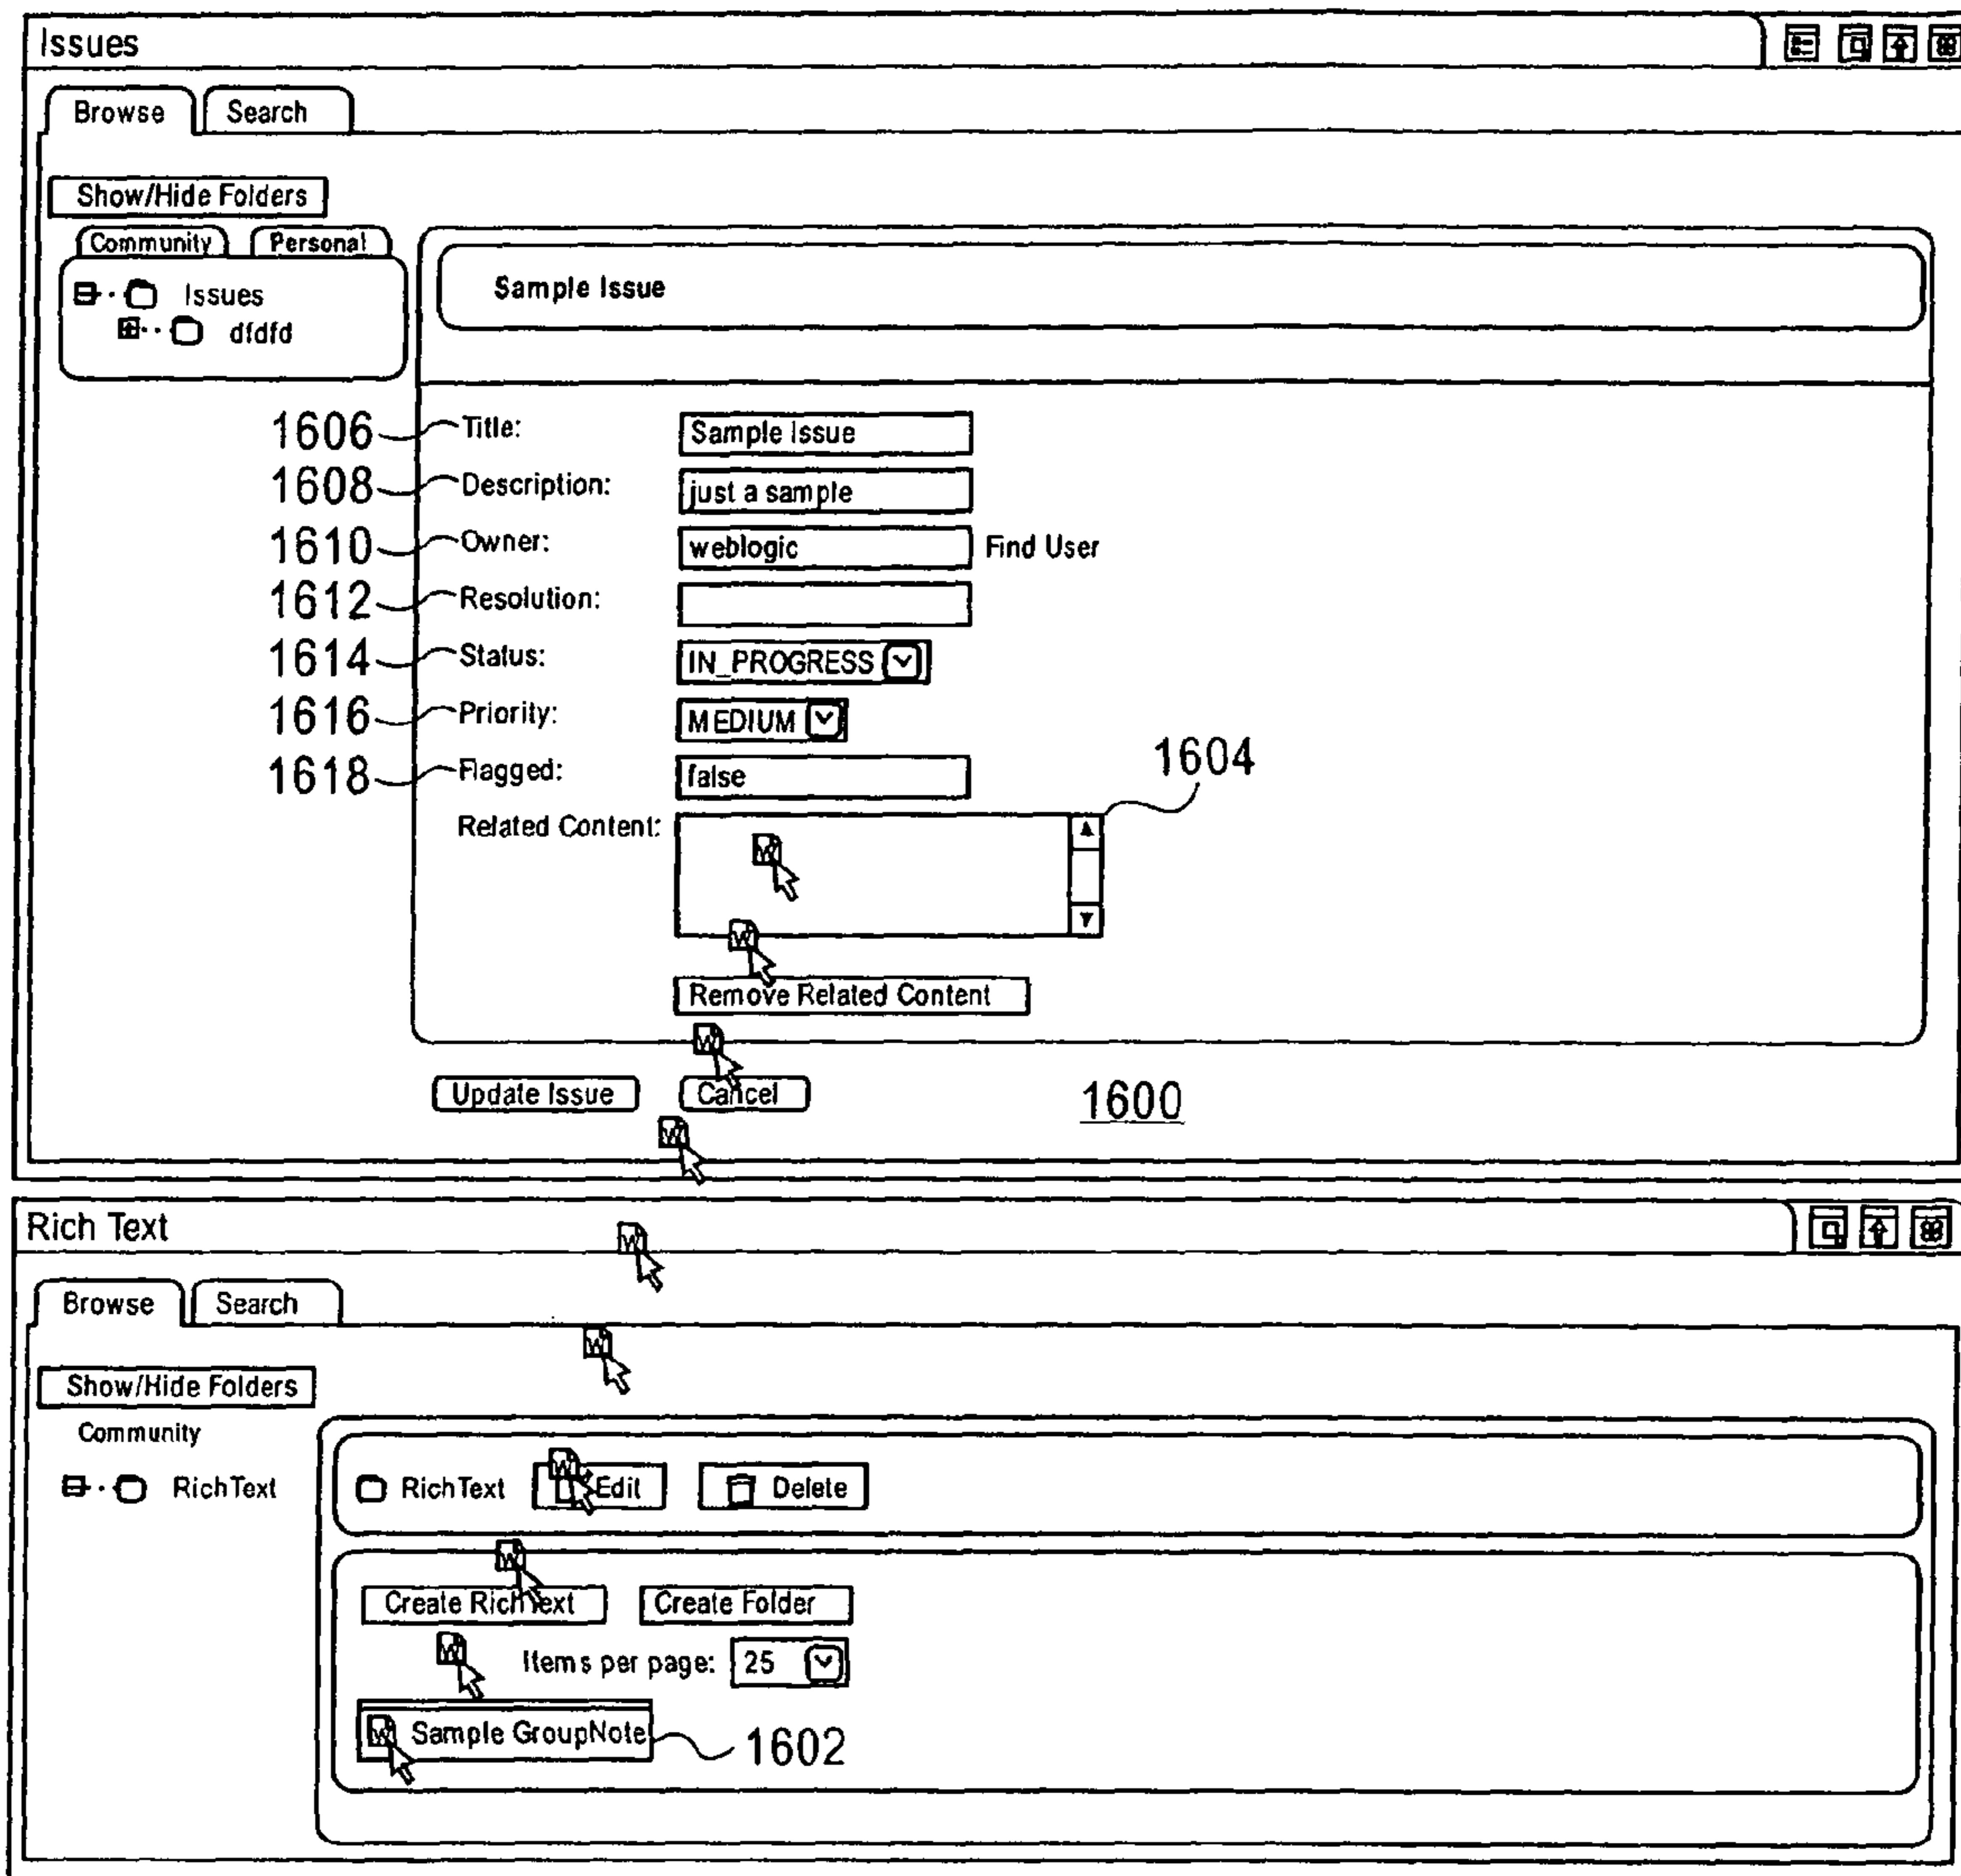 Issues
Browse Search
Show/Hide Folders
Community Personal
Issues
dfdfd
Sample Issue
1606 Title: Sample Issue
1608 Description: just a sample
1610 Owner: weblogic Find User
1612 Resolution:
1614 Status: IN_PROGRESS
1616 Priority: MEDIUM
1618 Flagged: false
1604
Related Content:
W
W
Remove Related Content
W
Update Issue Cancel 1600
W
Rich Text
W
Browse Search
W
Show/Hide Folders
Community
RichText
RichText W Edit Delete
W
Create RichText Create Folder
W Items per page: 25
W Sample GroupNote 1602